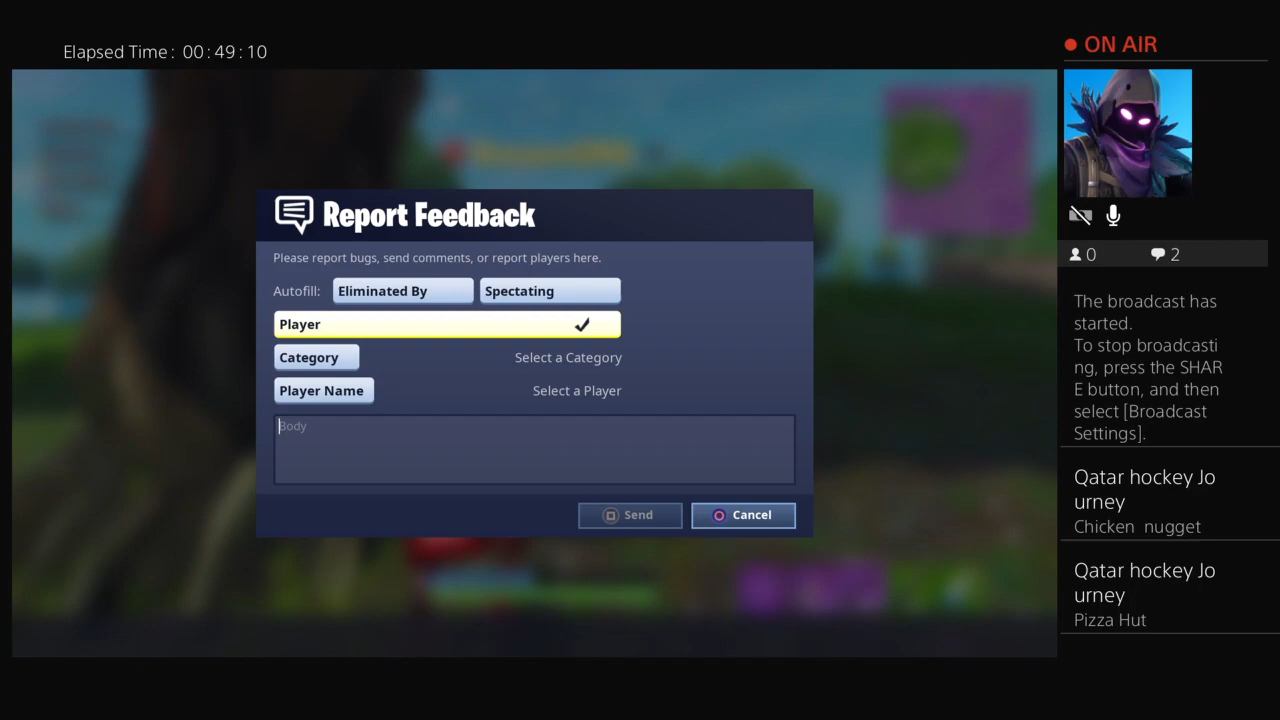 Elapsed Time: 00:49:10
ON AIR
0 2
The broadcast has
started.
To stop broadcasti
ng, press the SHAR
E button, and then
select [Broadcast
Settings].
Qatar hockey Jo
urney
Chicken nugget
Qatar hockey Jo
urney
Pizza Hut
Report Feedback
Please report bugs, send comments, or report players here.
Autofill: Eliminated By Spectating
Player
Category Select a Category
Player Name Select a Player
Body
Send Cancel